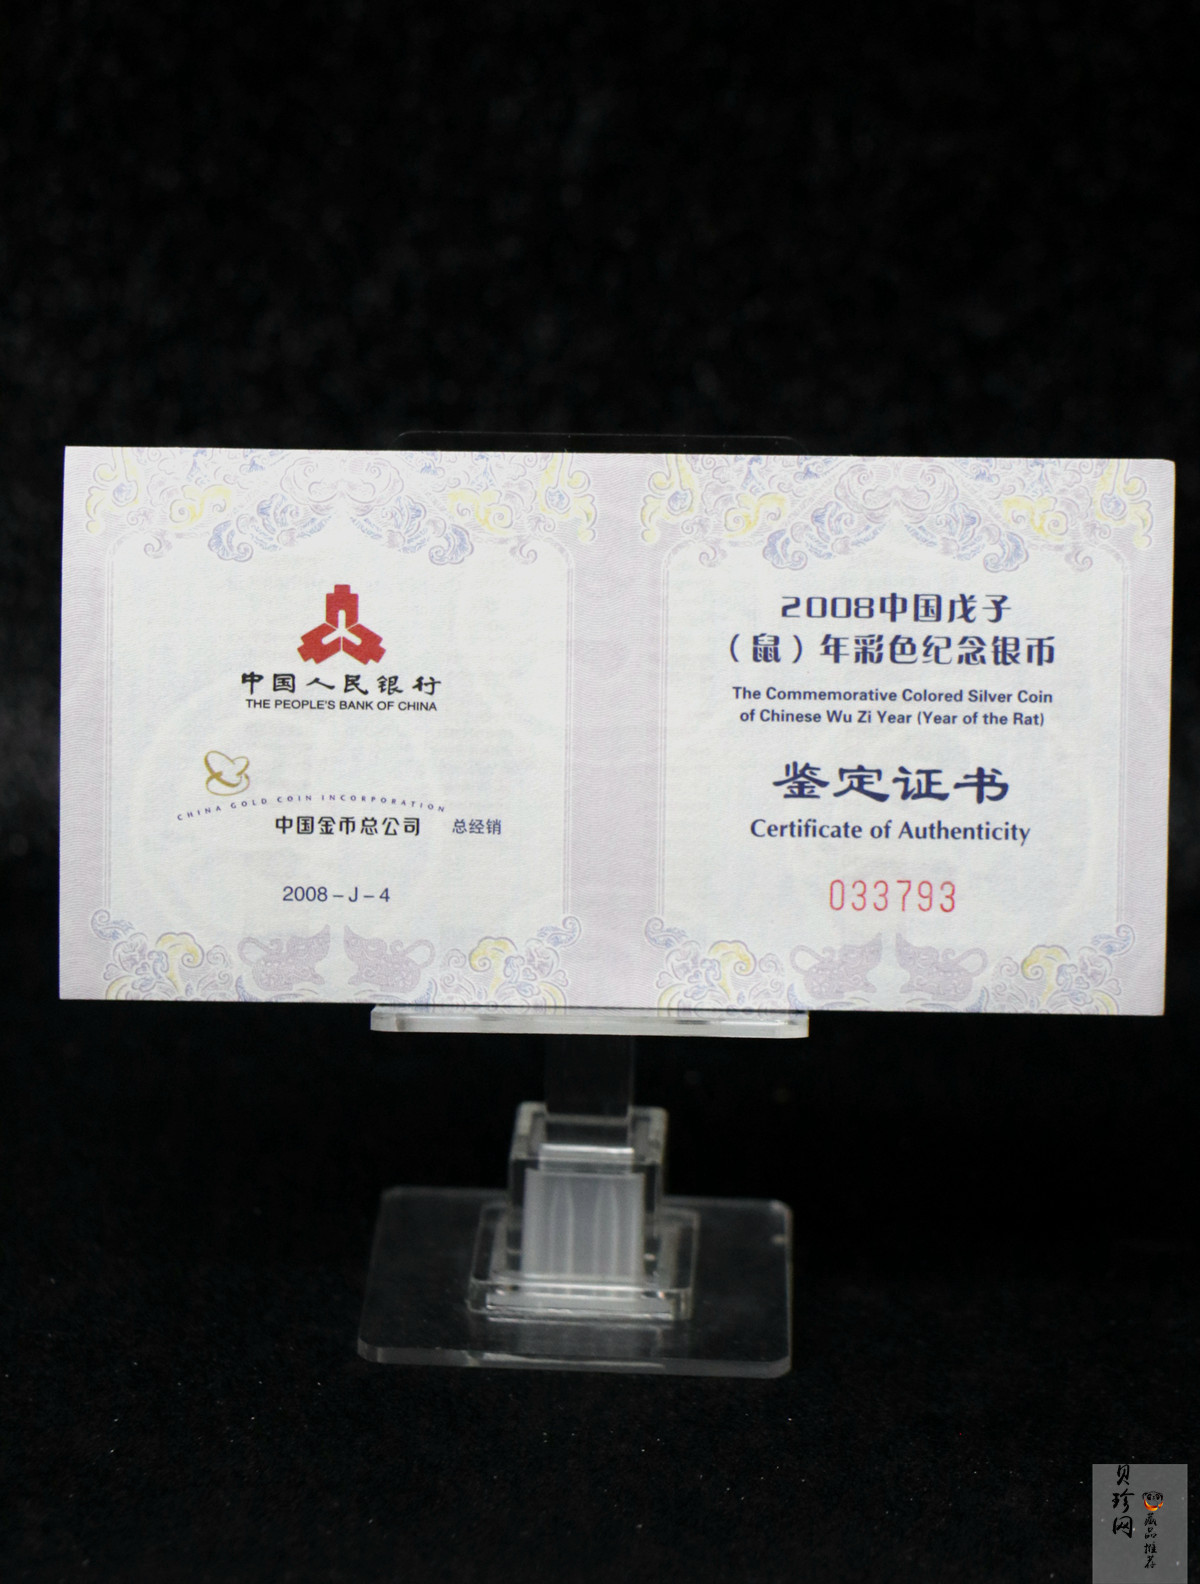 中国人民银行
THE PEOPLE'S BANK OF CHINA
CHINA GOLD COIN INCORPORATION
中国金币总公司 总经销
2008-J-4
2008中国戊子
（鼠）年彩色纪念银币
The Commemorative Colored Silver Coin
of Chinese Wu Zi Year (Year of the Rat)
鉴定证书
Certificate of Authenticity
033793
贝珍网
藏品推荐